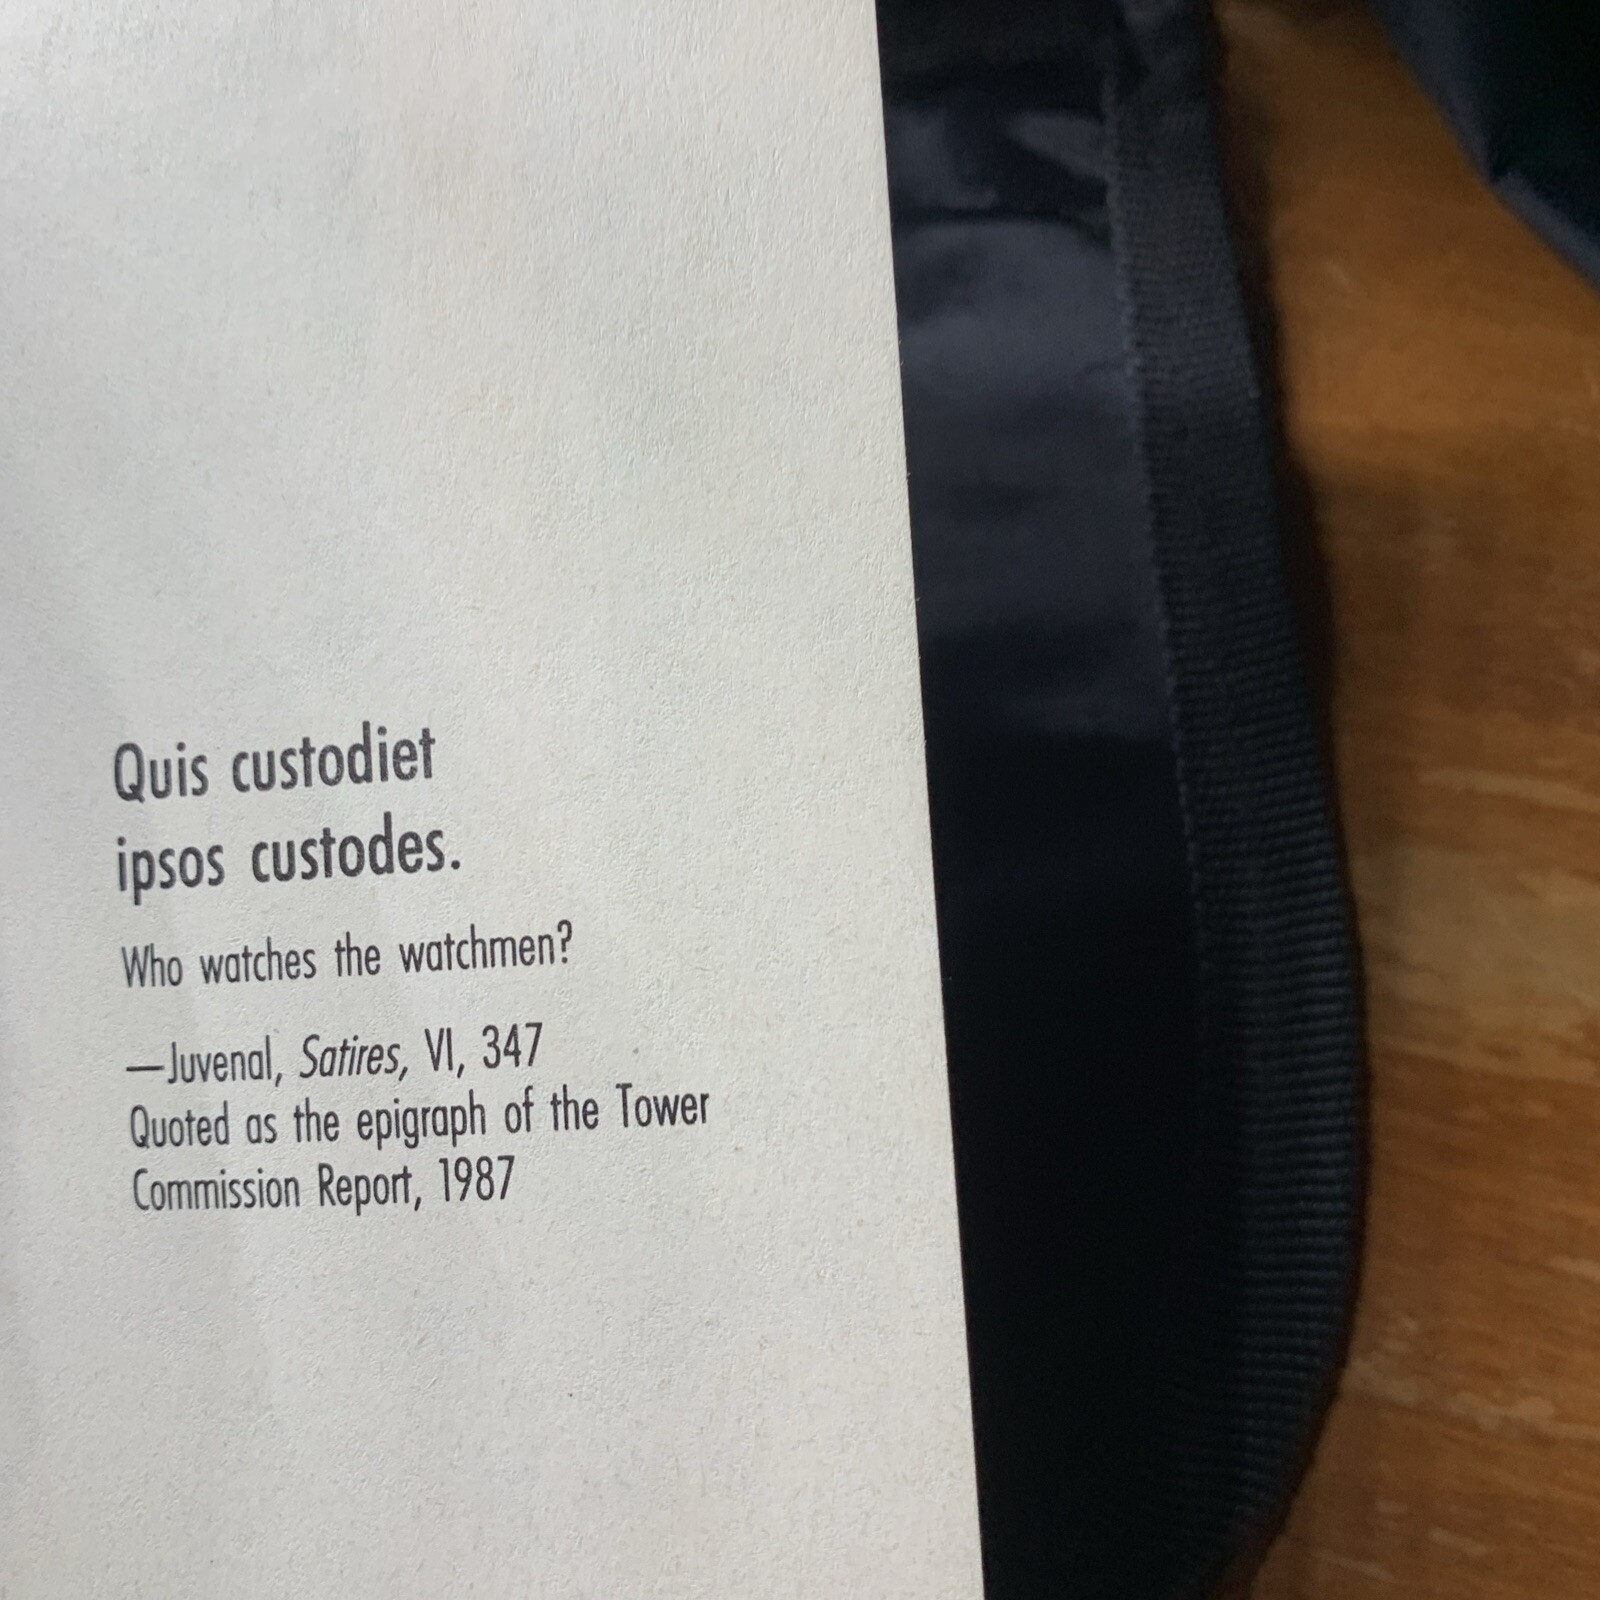 Quis custodiet
ipsos custodes.
Who watches the watchmen?
—Juvenal, Satires, VI, 347
Quoted as the epigraph of the Tower
Commission Report, 1987